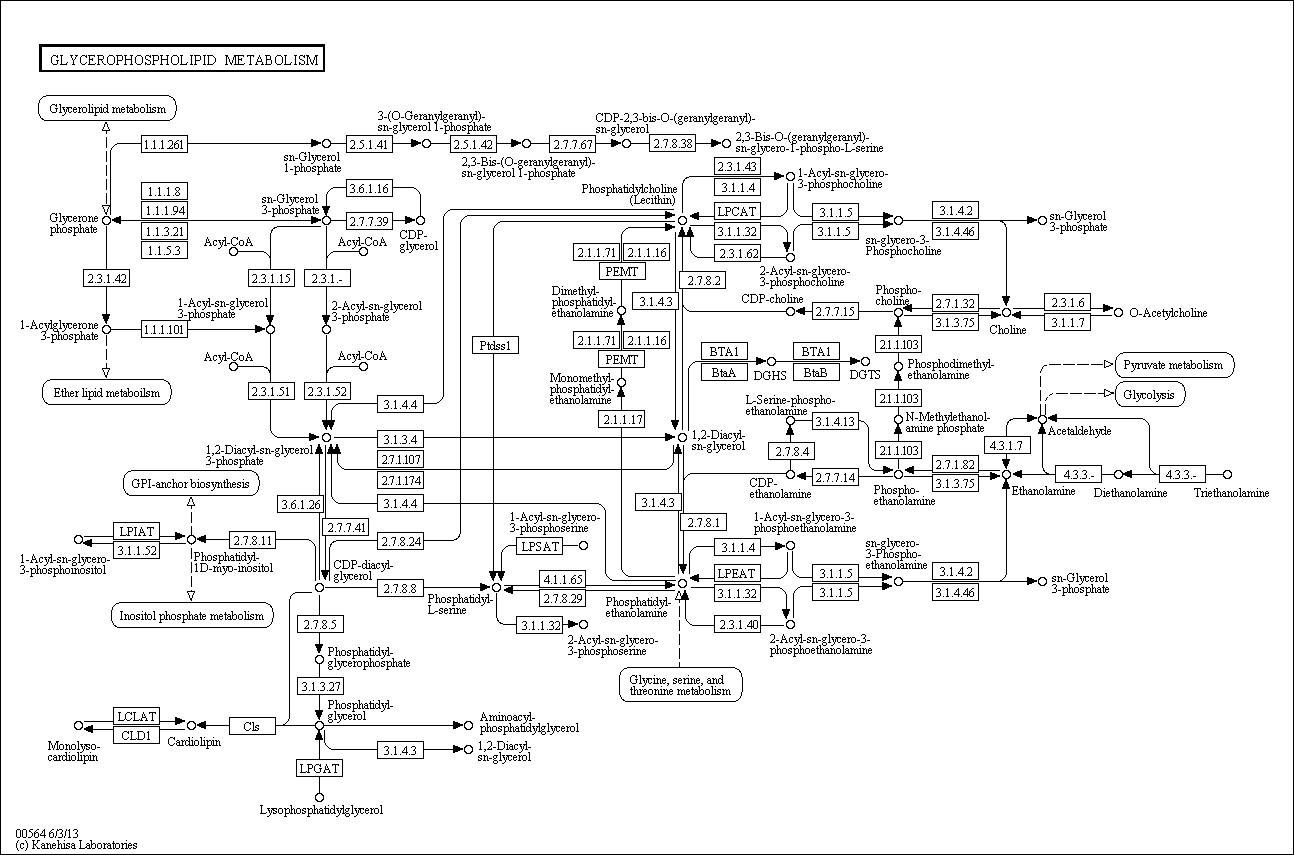 GLYCEROPHOSPHOLIPID METABOLISM
Glycerolipid metabolism
1.1.1.261
sn-Glycerol
1-phosphate
2.5.1.41
3-(O-Geranylgeranyl)-
sn-glycerol 1-phosphate
2.5.1.42
2,3-Bis-(O-geranylgeranyl)-
sn-glycerol 1-phosphate
2.7.7.67
CDP-2,3-bis-O-(geranylgeranyl)-
sn-glycerol
2.7.8.38
2,3-Bis-O-(geranylgeranyl)-
sn-glycero-1-phospho-L-serine
1.1.1.8
1.1.1.94
1.1.3.21
1.1.5.3
Glycerone
phosphate
sn-Glycerol
3-phosphate
3.6.1.16
2.7.7.39
CDP-
glycerol
Acyl-CoA
Acyl-CoA
2.3.1.42
2.3.1.15
2.3.1.-
1-Acyl-sn-glycerol
3-phosphate
2-Acyl-sn-glycerol
3-phosphate
1-Acylglycerone
3-phosphate
1.1.1.101
Acyl-CoA
Acyl-CoA
2.3.1.51
2.3.1.52
Ether lipid metaboilsm
Phosphatidylcholine
(Lecithin)
2.3.1.43
3.1.1.4
LPCAT
3.1.1.32
2.3.1.62
1-Acyl-sn-glycero-
3-phosphocholine
2-Acyl-sn-glycero-
3-phosphocholine
3.1.1.5
3.1.1.5
sn-glycero-3-
Phosphocholine
3.1.4.2
3.1.4.46
sn-Glycerol
3-phosphate
2.1.1.71
2.1.1.16
PEMT
Dimethyl-
phosphatidyl-
ethanolamine
3.1.4.3
2.7.8.2
CDP-choline
2.7.7.15
Phospho-
choline
2.7.1.32
3.1.3.75
Choline
2.3.1.6
3.1.1.7
O-Acetylcholine
Ptdss1
2.1.1.71
2.1.1.16
PEMT
Monomethyl-
phosphatidyl-
ethanolamine
2.1.1.17
BTA1
BtaA
DGHS
BTA1
BtaB
DGTS
2.1.1.103
Phosphodimethyl-
ethanolamine
2.1.1.103
N-Methylethanol-
amine phosphate
2.1.1.103
Pyruvate metabolism
Glycolysis
Acetaldehyde
L-Serine-phospho-
ethanolamine
3.1.4.13
2.7.8.4
CDP-
ethanolamine
2.7.7.14
Phospho-
ethanolamine
2.7.1.82
3.1.3.75
4.3.1.7
Ethanolamine
4.3.3.-
Diethanolamine
4.3.3.-
Triethanolamine
3.1.4.4
1,2-Diacyl-sn-glycerol
3-phosphate
3.1.3.4
2.7.1.107
2.7.1.174
3.1.4.4
1,2-Diacyl-
sn-glycerol
GPI-anchor biosynthesis
3.6.1.26
2.7.7.41
2.7.8.24
3.1.4.3
2.7.8.1
LPIAT
3.1.1.52
1-Acyl-sn-glycero-
3-phosphoinositol
Phosphatidyl-
1D-myo-inositol
2.7.8.11
CDP-diacyl-
glycerol
2.7.8.8
Phosphatidyl-
L-serine
1-Acyl-sn-glycero-
3-phosphoserine
LPSAT
4.1.1.65
2.7.8.29
3.1.1.32
2-Acyl-sn-glycero-
3-phosphoserine
Phosphatidyl-
ethanolamine
1-Acyl-sn-glycero-3-
phosphoethanolamine
3.1.1.4
LPEAT
3.1.1.32
2.3.1.40
2-Acyl-sn-glycero-3-
phosphoethanolamine
3.1.1.5
3.1.1.5
sn-glycero-
3-Phospho-
ethanolamine
3.1.4.2
3.1.4.46
sn-Glycerol
3-phosphate
Inositol phosphate metabolism
Glycine, serine, and
threonine metabolism
2.7.8.5
Phosphatidyl-
glycerophosphate
3.1.3.27
Phosphatidyl-
glycerol
LCLAT
CLD1
Monolyso-
cardiolipin
Cardiolipin
Cls
Aminoacyl-
phosphatidylglycerol
3.1.4.3
1,2-Diacyl-
sn-glycerol
LPGAT
Lysophosphatidylglycerol
00564 6/3/13
(c) Kanehisa Laboratories